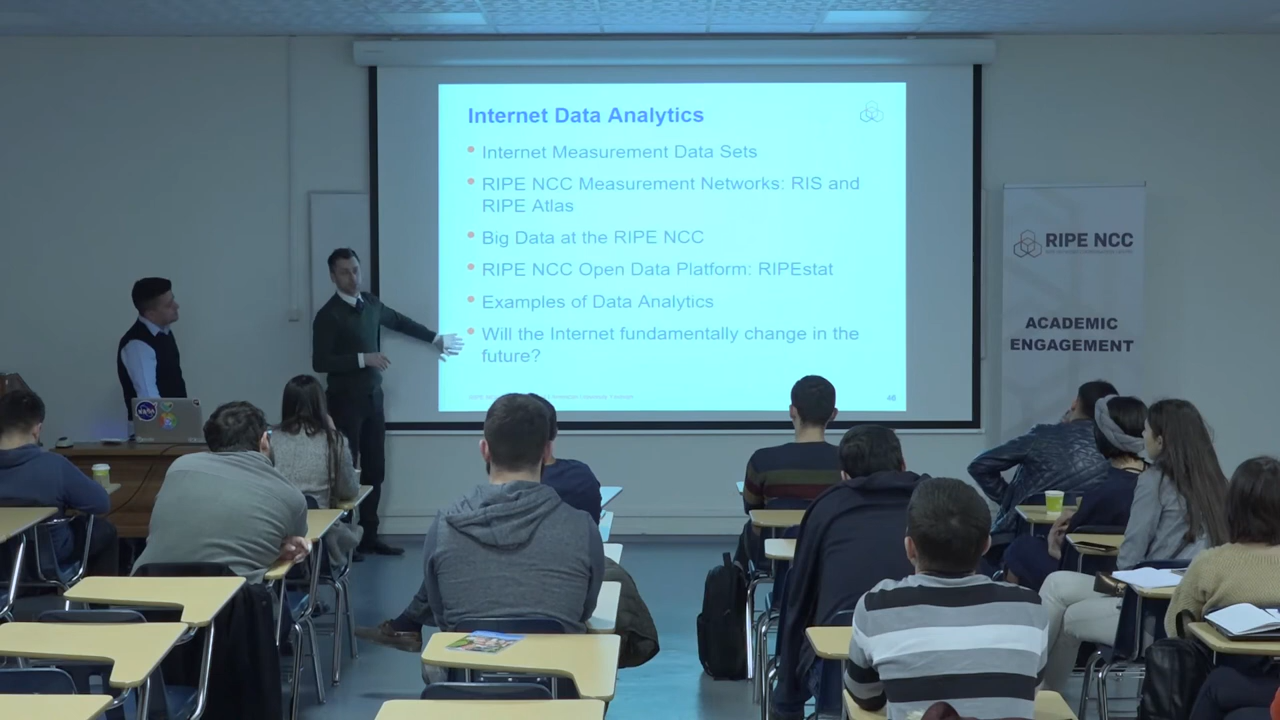 Internet Data Analytics
Internet Measurement Data Sets
RIPE NCC Measurement Networks: RIS and
RIPE Atlas
Big Data at the RIPE NCC
RIPE NCC Open Data Platform: RIPEstat
Examples of Data Analytics
Will the Internet fundamentally change in the
future?
46
RIPE NCC
ACADEMIC
ENGAGEMENT
NASA